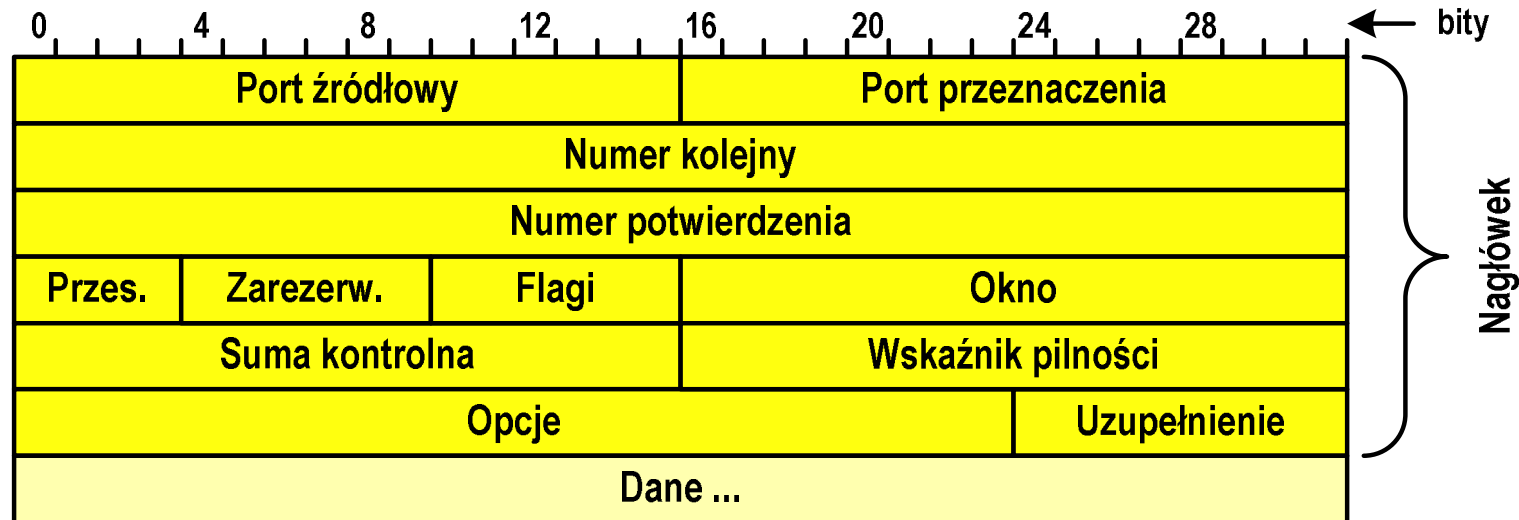 0 4 8 12 16 20 24 28 bity
Port źródłowy Port przeznaczenia
Numer kolejny
Numer potwierdzenia
Przes. Zarezerw. Flagi Okno
Suma kontrolna Wskaźnik pilności
Opcje Uzupełnienie
Dane ...
Nagłówek